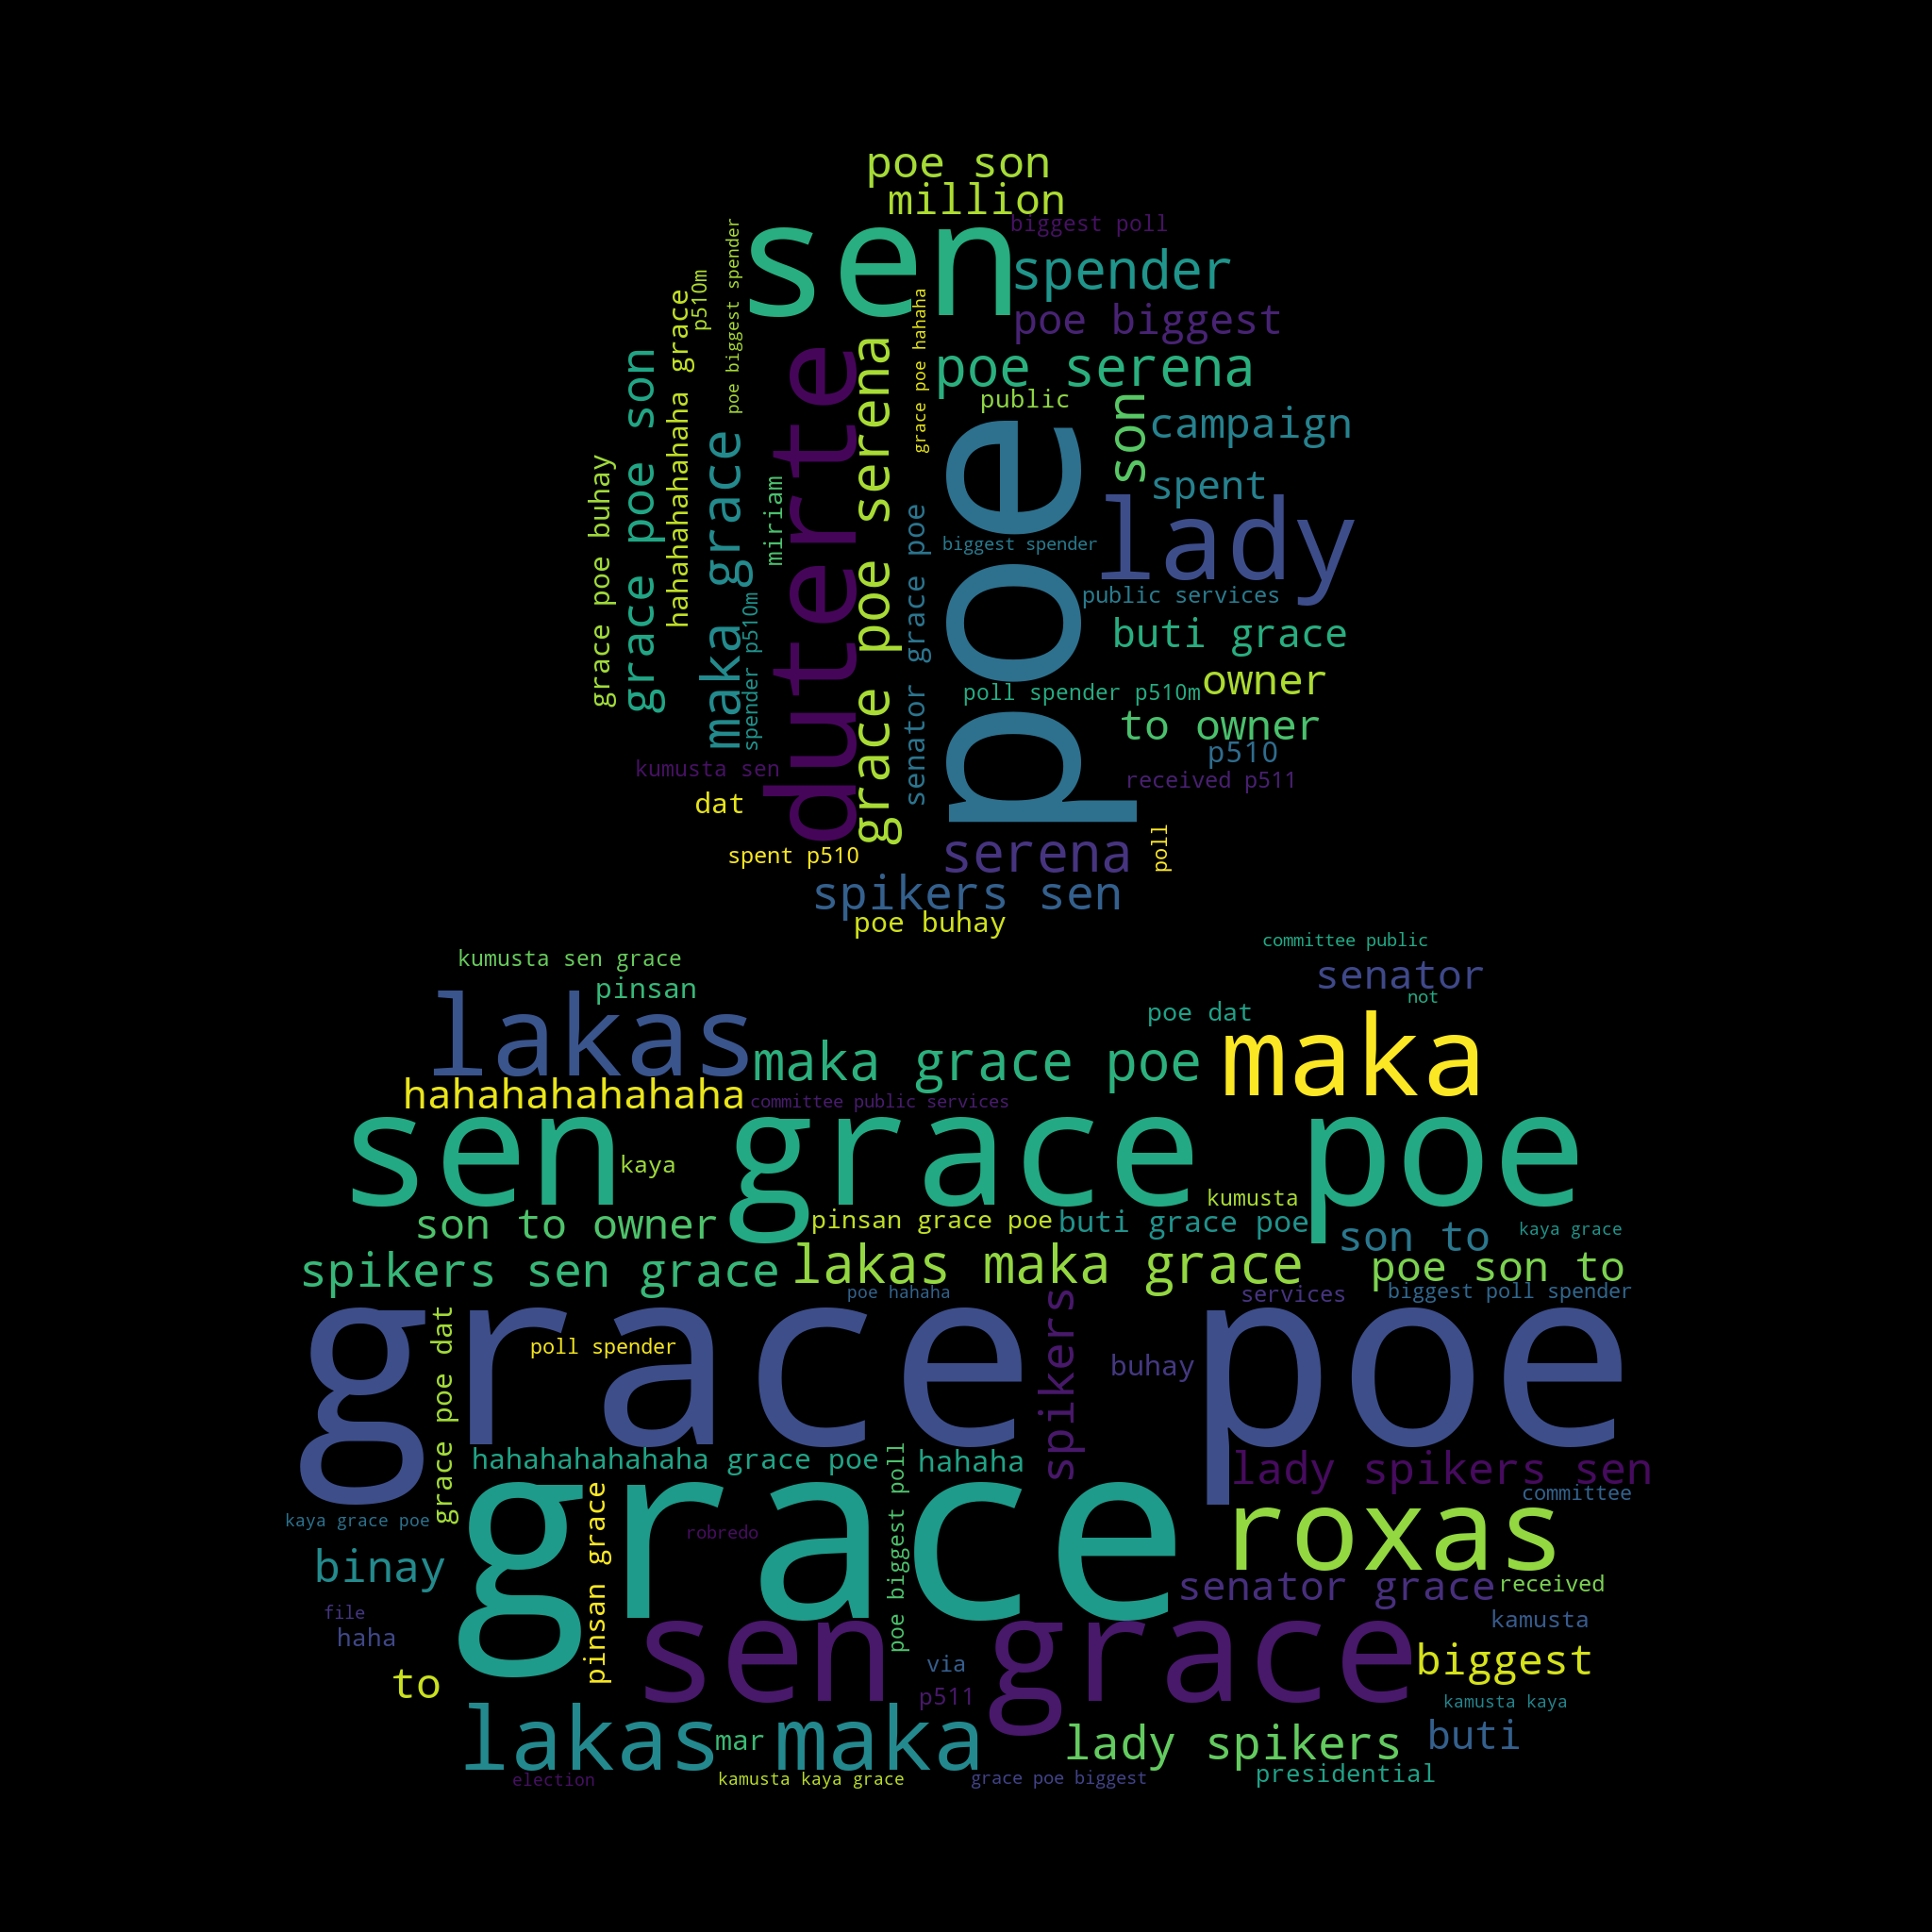 poe son
million
biggest poll
sen
spender
poe biggest spender
p510m
hahahahahahaha grace
grace poe hahaha
poe biggest
duterte
grace poe serena
poe serena
grace poe son
public
son
campaign
poe
maka grace
grace poe buhay
miriam
spent
lady
senator grace poe
biggest spender
public services
spender p510m
buti grace
owner
poll spender p510m
to owner
p510
kumusta sen
received p511
dat
poll
spent p510
serena
spikers sen
poe buhay
committee public
kumusta sen grace
senator
pinsan
not
lakas
poe dat
maka
maka grace poe
hahahahahahaha
committee public services
sen grace poe
kaya
kumusta
son to owner
pinsan grace poe
buti grace poe
son to
kaya grace
spikers sen grace
lakas maka grace
poe son to
poe hahaha
services
biggest poll spender
grace poe
spikers
grace poe dat
poll spender
buhay
hahahahahahaha grace poe
hahaha
poe biggest poll
lady spikers sen
grace
pinsan grace
committee
kaya grace poe
robredo
roxas
binay
senator grace
received
file
haha
kamusta
sen grace
via
biggest
to
p511
kamusta kaya
lakas maka
mar
lady spikers
buti
election
kamusta kaya grace
grace poe biggest
presidential